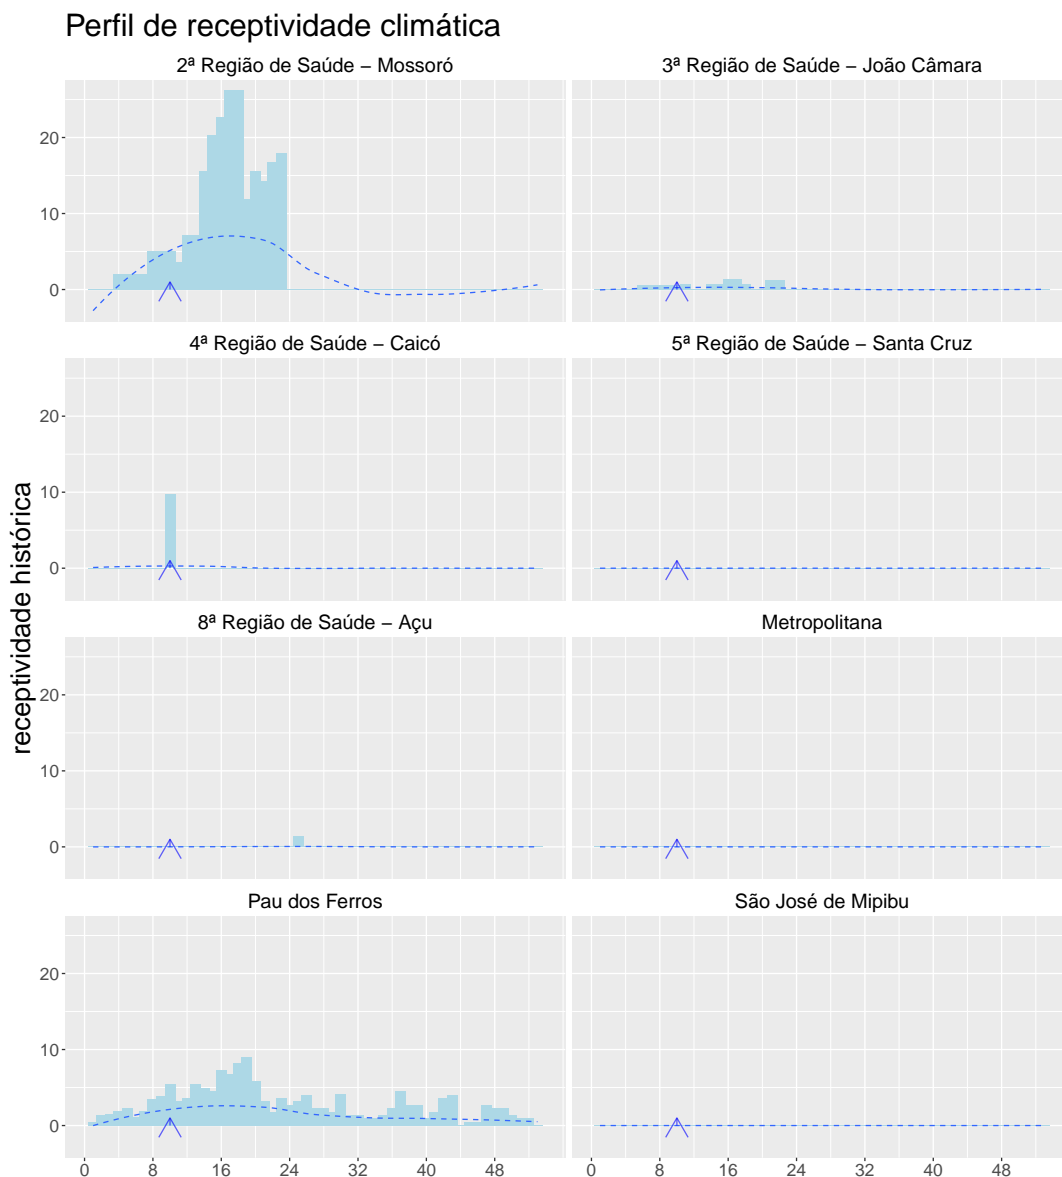 Perfil de receptividade climática
2ª Região de Saúde – Mossoró
3ª Região de Saúde – João Câmara
20
10
0
4ª Região de Saúde – Caicó
5ª Região de Saúde – Santa Cruz
20
10
0
receptividade histórica
8ª Região de Saúde – Açu
Metropolitana
20
10
0
Pau dos Ferros
São José de Mipibu
20
10
0
0 8 16 24 32 40 48
0 8 16 24 32 40 48